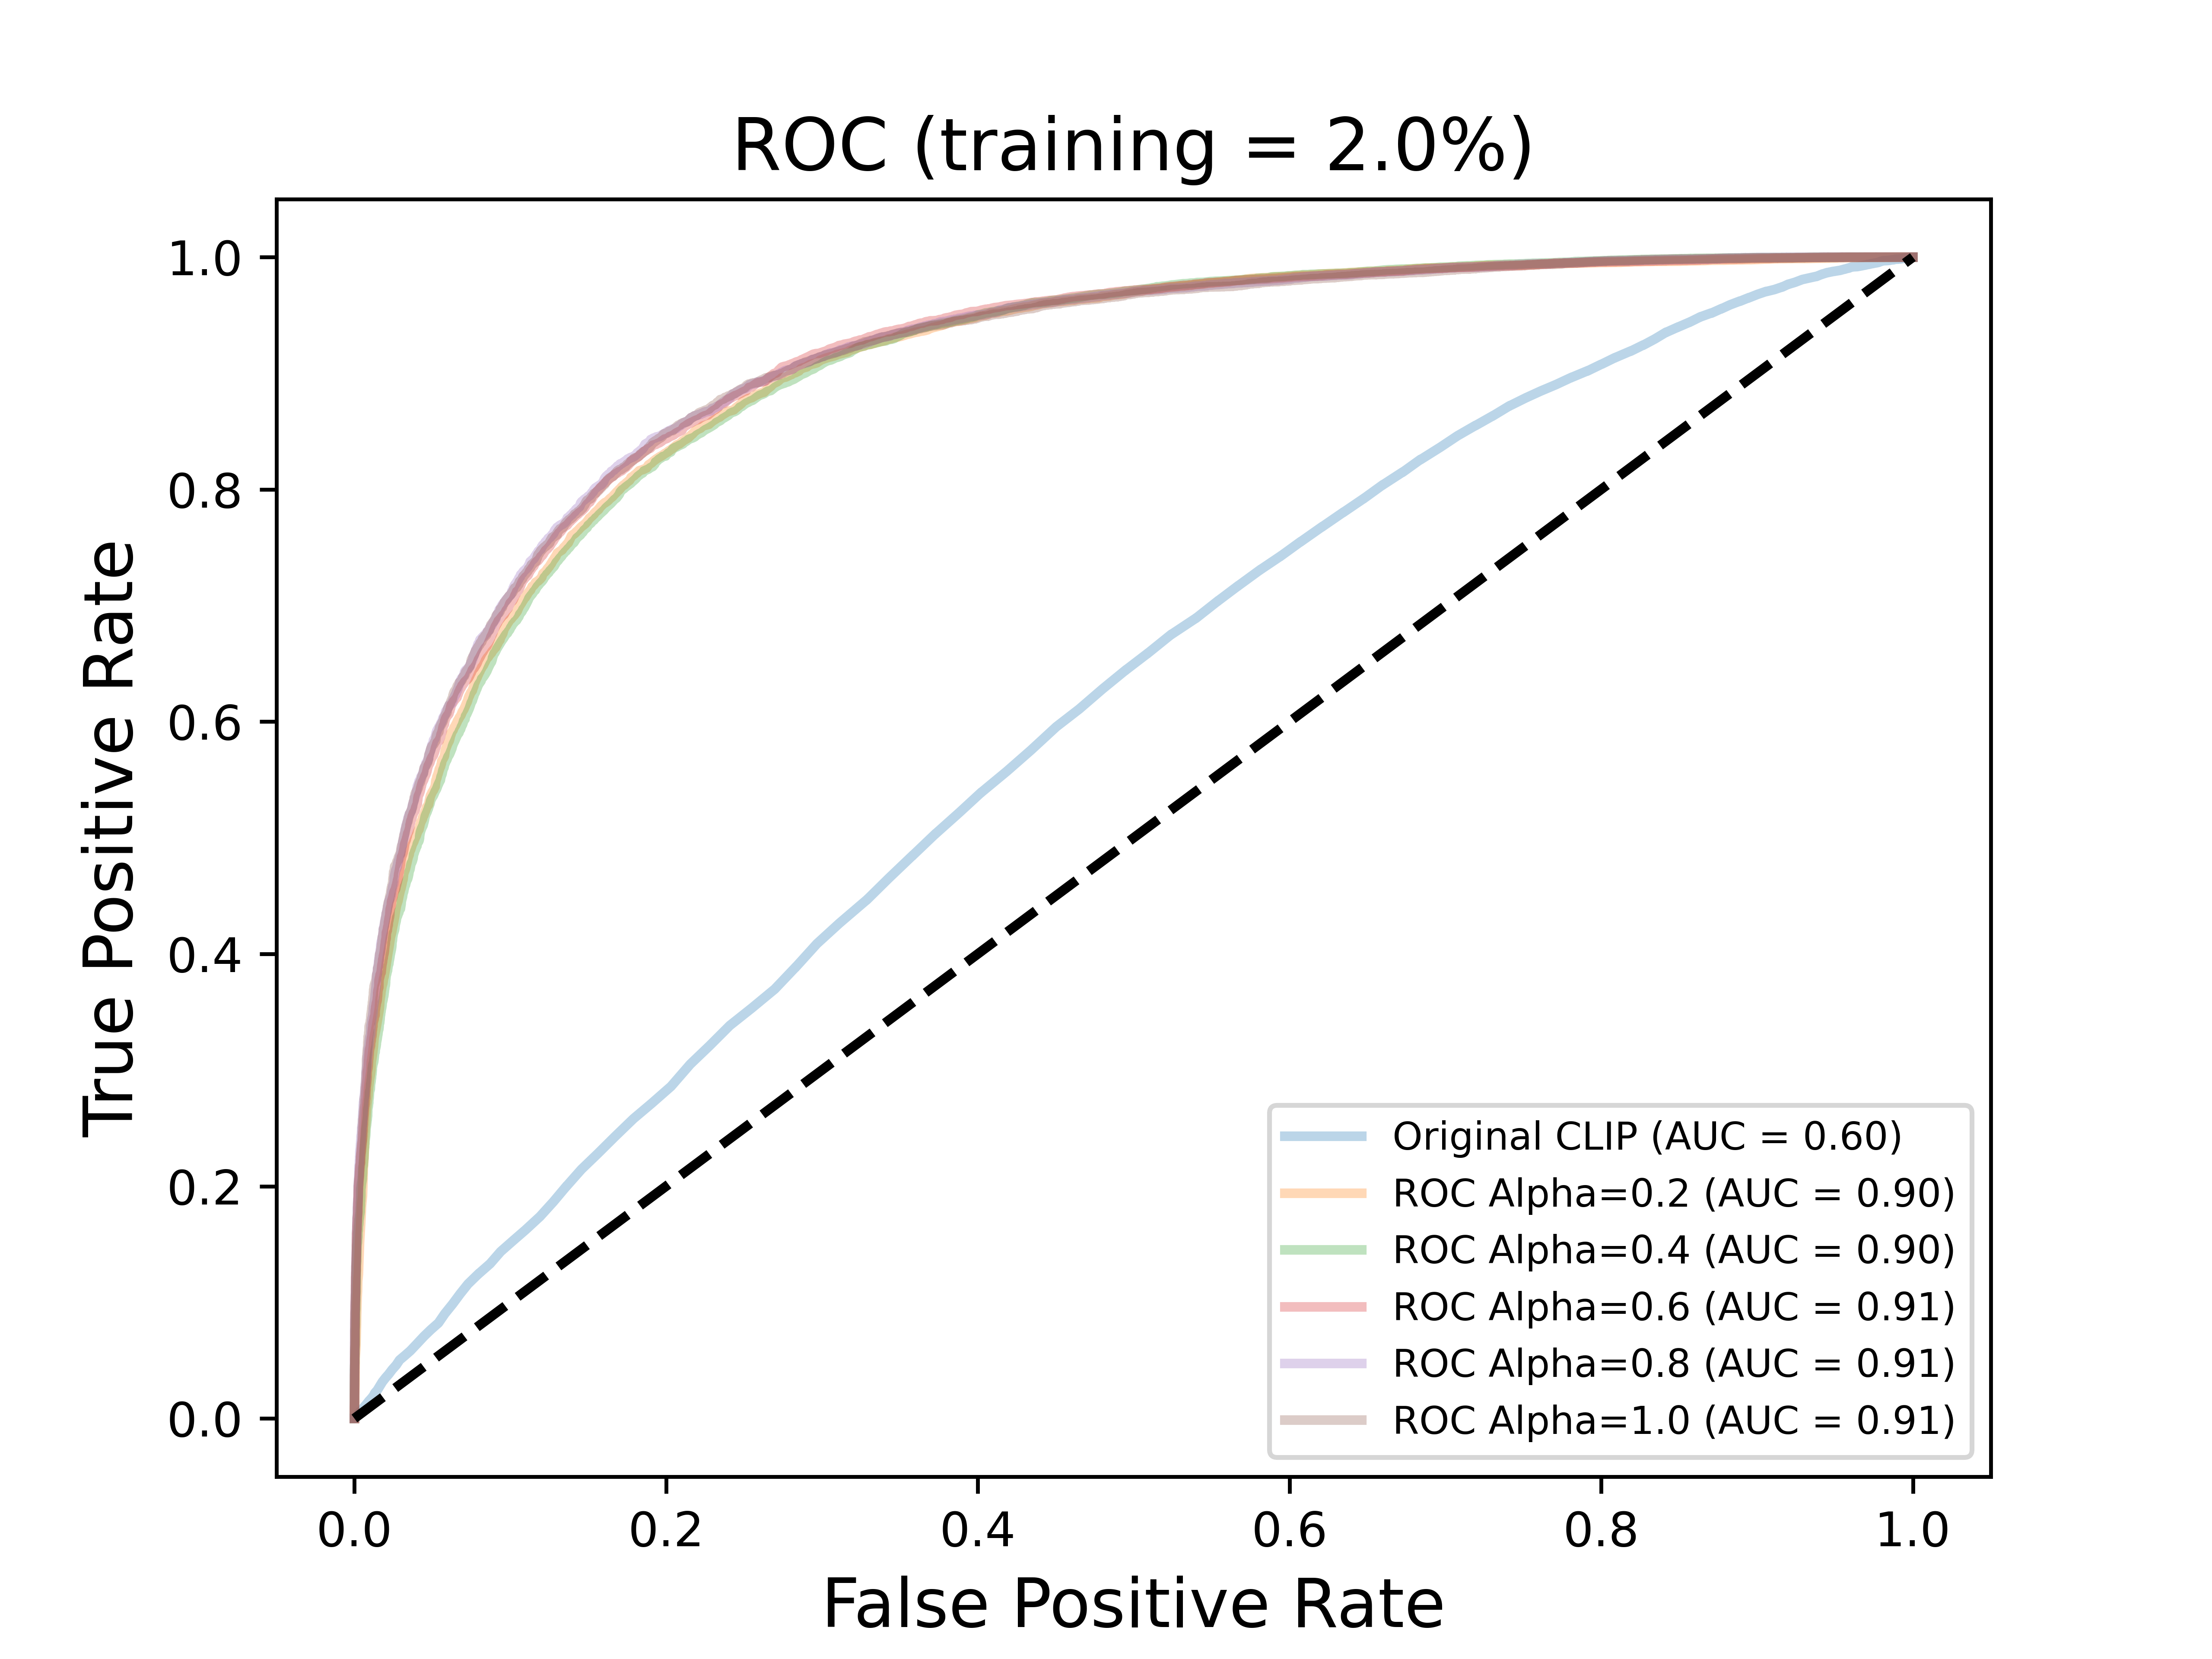 ROC (training = 2.0%)
True Positive Rate
1.0
0.8
0.6
0.4
0.2
0.0
Original CLIP (AUC = 0.60)
ROC Alpha=0.2 (AUC = 0.90)
ROC Alpha=0.4 (AUC = 0.90)
ROC Alpha=0.6 (AUC = 0.91)
ROC Alpha=0.8 (AUC = 0.91)
ROC Alpha=1.0 (AUC = 0.91)
0.0 0.2 0.4 0.6 0.8 1.0
False Positive Rate